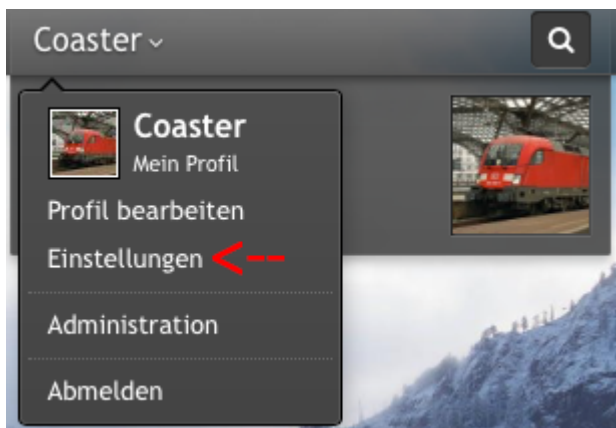 Coaster
Coaster
Mein Profil
Profil bearbeiten
Einstellungen <--
Administration
Abmelden